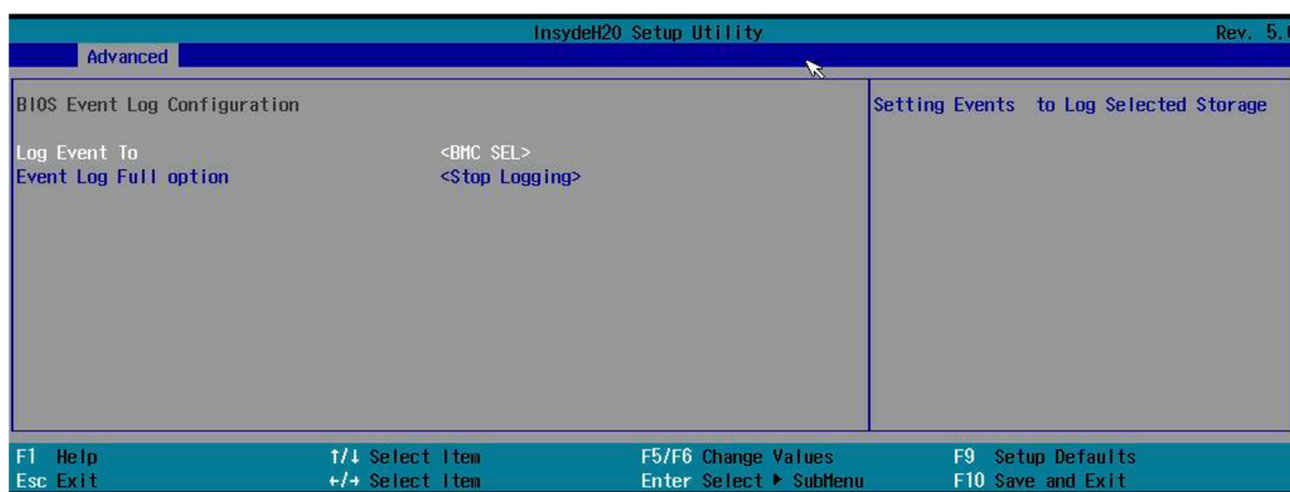 InsydeH20 Setup Utility Rev. 5.
Advanced
BIOS Event Log Configuration
Setting Events to Log Selected Storage
Log Event To <BMC SEL>
Event Log Full option <Stop Logging>
F1 Help ↑/↓ Select Item F5/F6 Change Values F9 Setup Defaults
Esc Exit ←/→ Select Item Enter Select ▶ SubMenu F10 Save and Exit